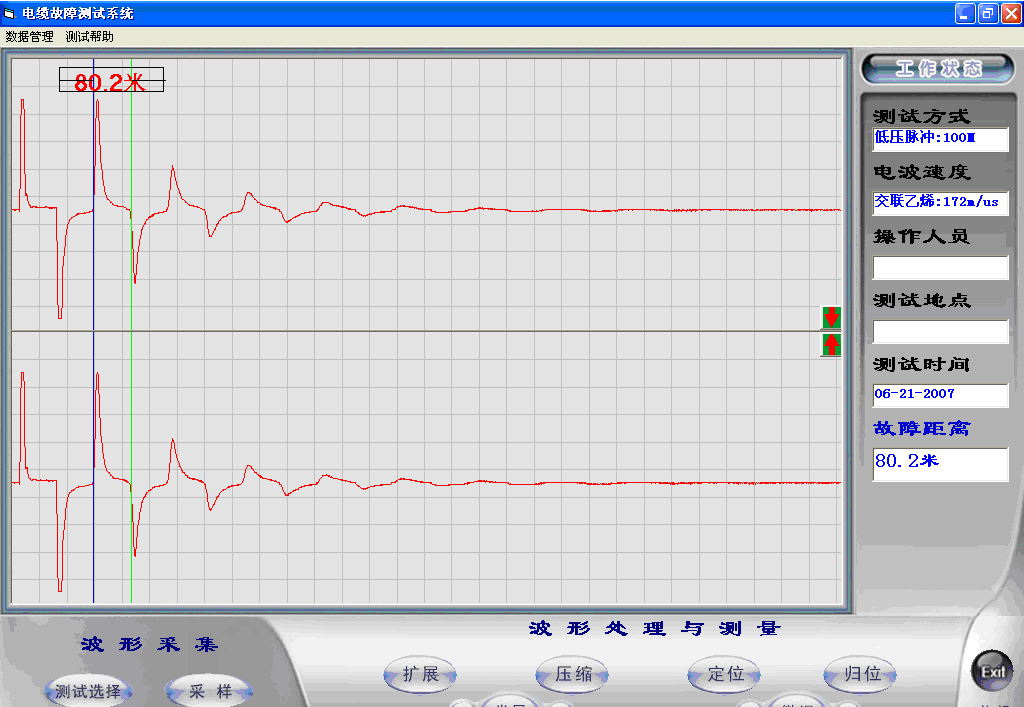 电缆故障测试系统
数据管理 测试帮助
80.2米
工作状态
测试方式
低压脉冲:100M
电波速度
交联乙烯:172m/us
操作人员
测试地点
测试时间
06-21-2007
故障距离
80.2米
波形采集
波形处理与测量
测试选择 采样
扩展 压缩 定位 归位
Exit